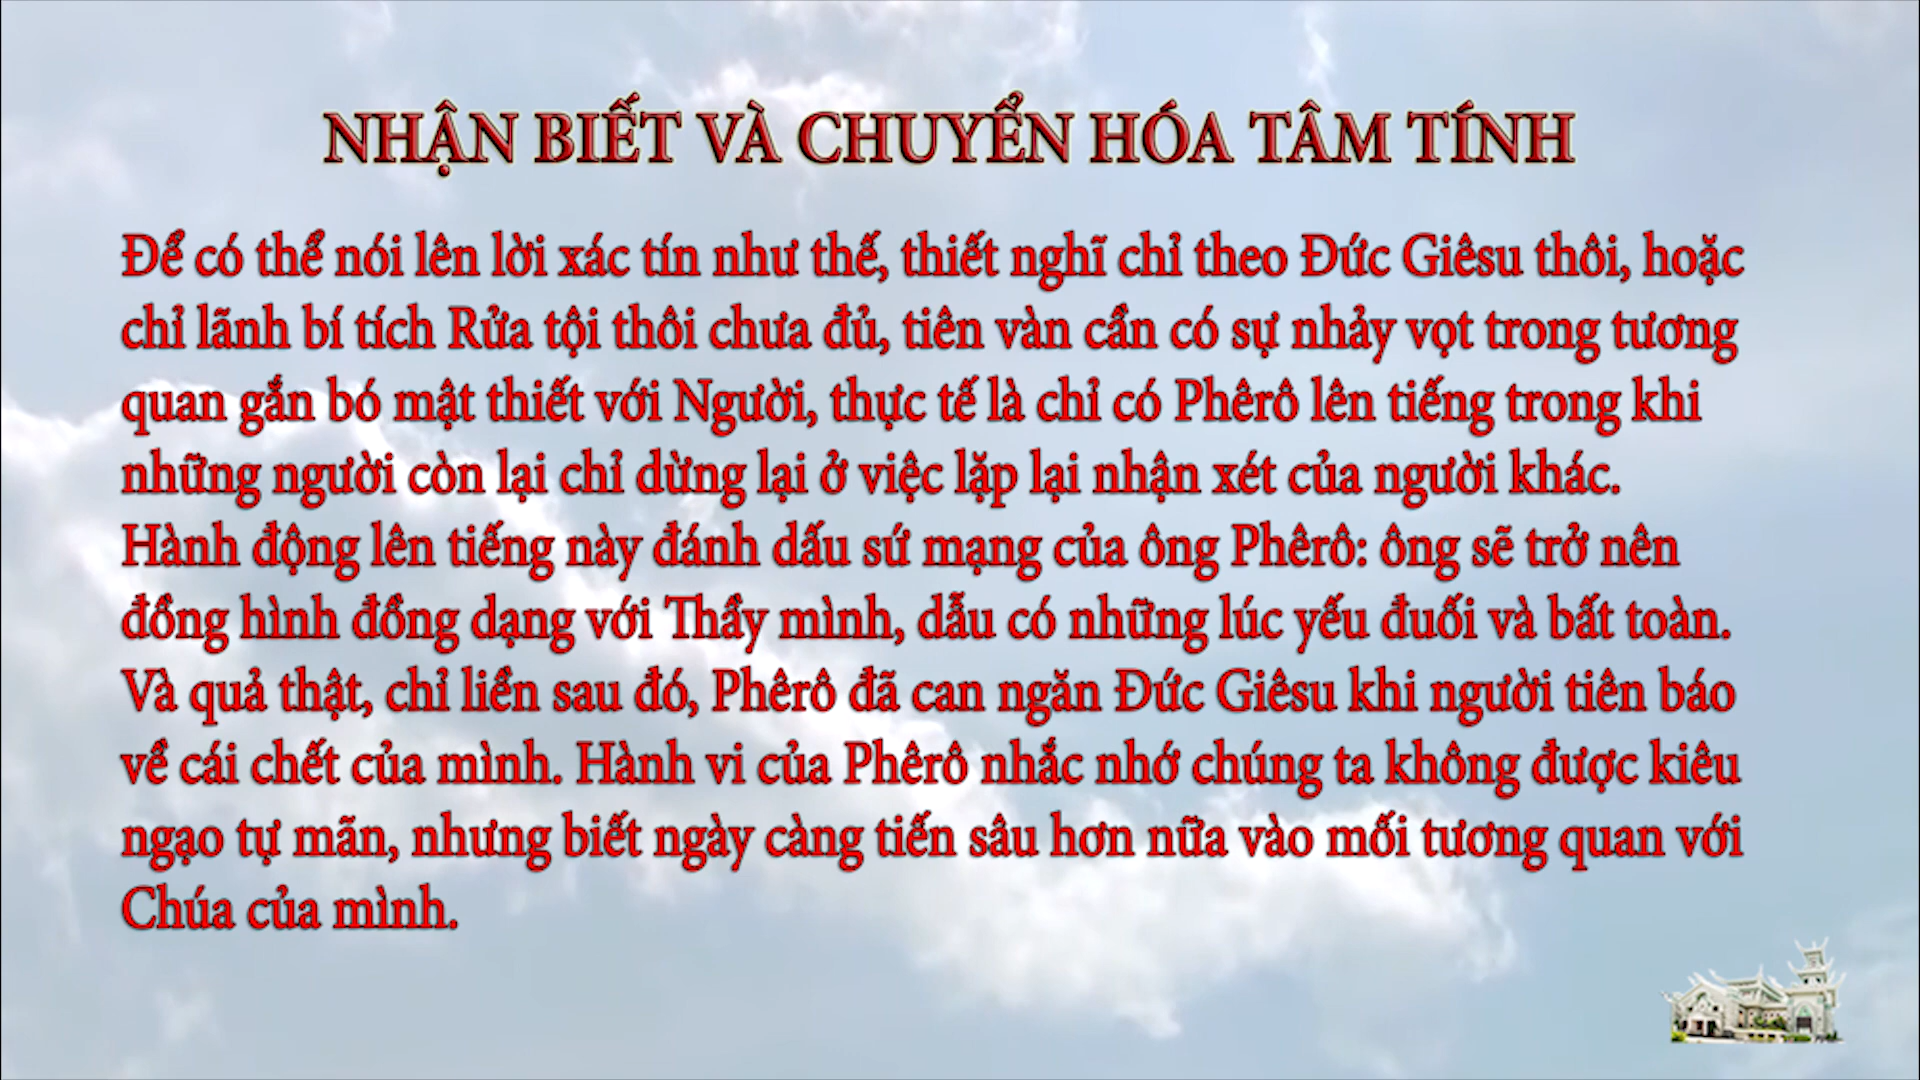 NHẬN BIẾT VÀ CHUYỂN HÓA TÂM TÍNH
Để có thể nói lên lời xác tín như thế, thiết nghĩ chỉ theo Đức Giêsu thôi, hoặc
chỉ lãnh bí tích Rửa tội thôi chưa đủ, tiên vàn cần có sự nhảy vọt trong tương
quan gắn bó mật thiết với Người, thực tế là chỉ có Phêrô lên tiếng trong khi
những người còn lại chỉ dừng lại ở việc lặp lại nhận xét của người khác.
Hành động lên tiếng này đánh dấu sứ mạng của ông Phêrô: ông sẽ trở nên
đồng hình đồng dạng với Thầy mình, dẫu có những lúc yếu đuối và bất toàn.
Và quả thật, chỉ liền sau đó, Phêrô đã can ngăn Đức Giêsu khi người tiên báo
về cái chết của mình. Hành vi của Phêrô nhắc nhớ chúng ta không được kiêu
ngạo tự mãn, nhưng biết ngày càng tiến sâu hơn nữa vào mối tương quan với
Chúa của mình.